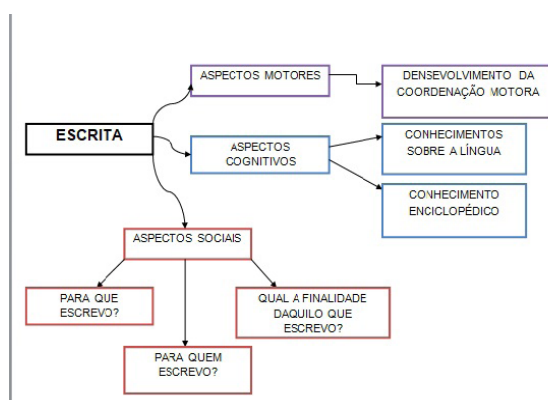 ASPECTOS MOTORES
DENSEVOLVIMENTO DA
COORDENAÇÃO MOTORA
ESCRITA
ASPECTOS
COGNITIVOS
CONHECIMENTOS
SOBRE A LÍNGUA
CONHECIMENTO
ENCICLOPÉDICO
ASPECTOS SOCIAIS
PARA QUE
ESCREVO?
PARA QUEM
ESCREVO?
QUAL A FINALIDADE
DAQUILO QUE
ESCREVO?